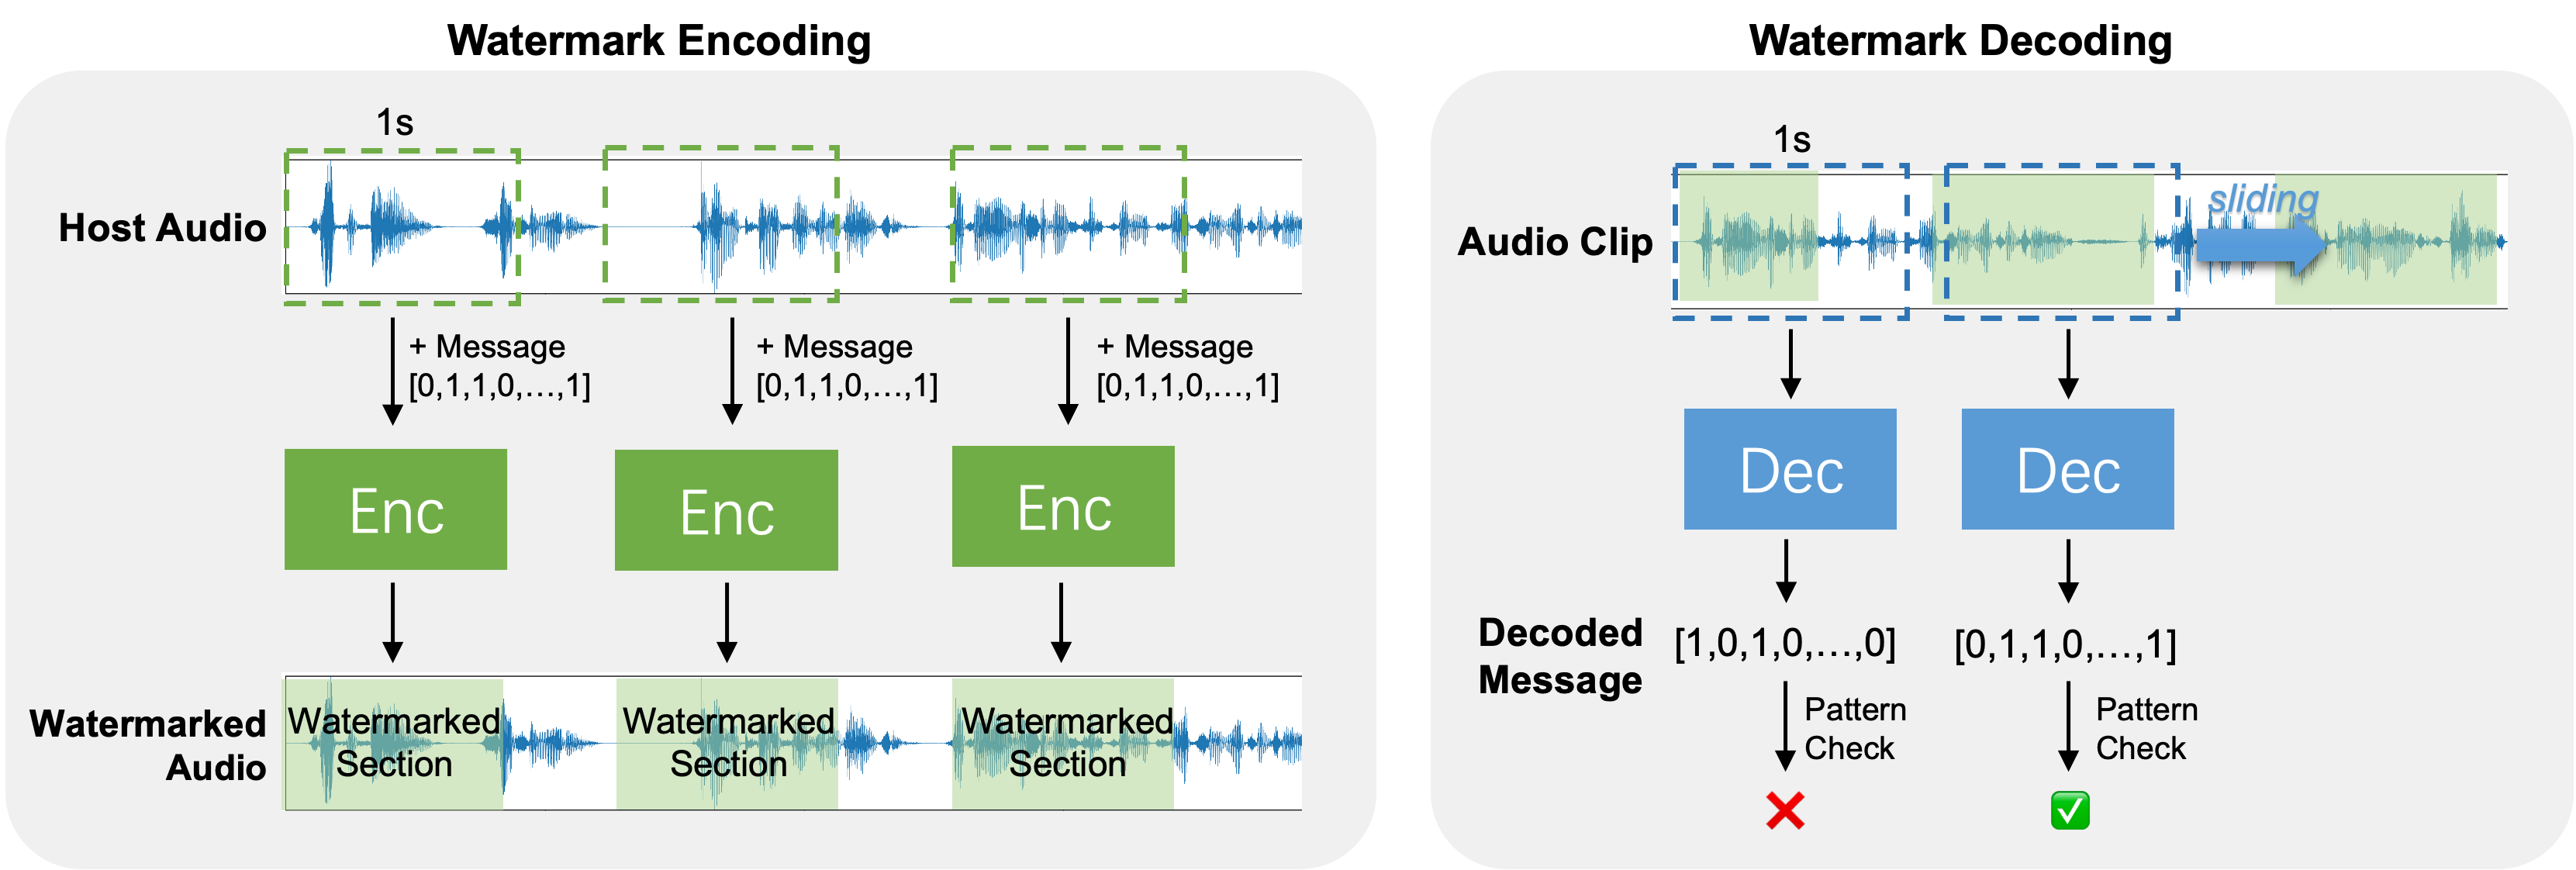 Watermark Encoding
1s
Host Audio
+ Message
[0,1,1,0,...,1]
+ Message
[0,1,1,0,...,1]
+ Message
[0,1,1,0,...,1]
Enc
Enc
Enc
Watermarked
Audio
Watermarked
Section
Watermarked
Section
Watermarked
Section
Watermark Decoding
1s
Audio Clip
sliding
Dec
Dec
Decoded
Message
[1,0,1,0,...,0]
[0,1,1,0,...,1]
Pattern
Check
Pattern
Check